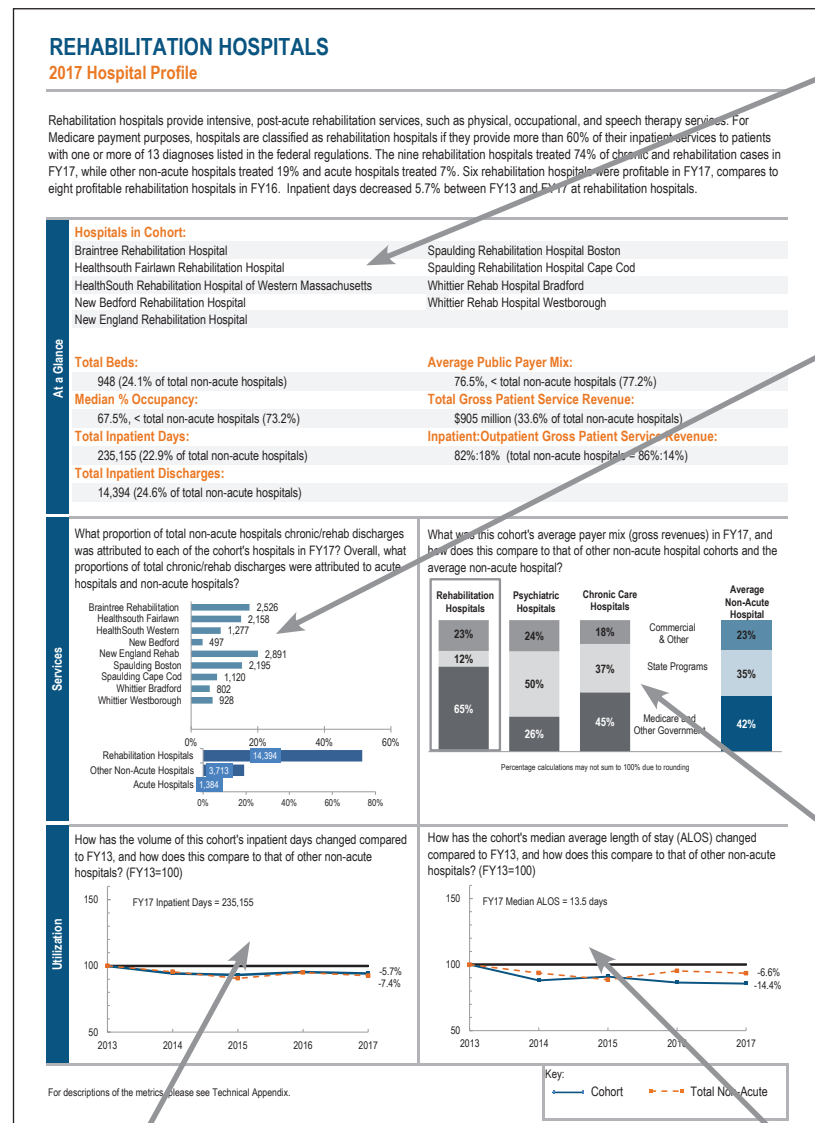 REHABILITATION HOSPITALS
2017 Hospital Profile
Rehabilitation hospitals provide intensive, post-acute rehabilitation services, such as physical, occupational, and speech therapy services. For
Medicare payment purposes, hospitals are classified as rehabilitation hospitals if they provide more than 60% of their inpatient services to patients
with one or more of 13 diagnoses listed in the federal regulations. The nine rehabilitation hospitals treated 74% of chronic and rehabilitation cases in
FY17, while other non-acute hospitals treated 19% and acute hospitals treated 7%. Six rehabilitation hospitals were profitable in FY17, compares to
eight profitable rehabilitation hospitals in FY16. Inpatient days decreased 5.7% between FY13 and FY17 at rehabilitation hospitals.
At a Glance
Hospitals in Cohort:
Braintree Rehabilitation Hospital
Healthsouth Fairlawn Rehabilitation Hospital
HealthSouth Rehabilitation Hospital of Western Massachusetts
New Bedford Rehabilitation Hospital
New England Rehabilitation Hospital
Spaulding Rehabilitation Hospital Boston
Spaulding Rehabilitation Hospital Cape Cod
Whittier Rehab Hospital Bradford
Whittier Rehab Hospital Westborough
Total Beds:
948 (24.1% of total non-acute hospitals)
Median % Occupancy:
67.5%, < total non-acute hospitals (73.2%)
Total Inpatient Days:
235,155 (22.9% of total non-acute hospitals)
Total Inpatient Discharges:
14,394 (24.6% of total non-acute hospitals)
Average Public Payer Mix:
76.5%, < total non-acute hospitals (77.2%)
Total Gross Patient Service Revenue:
$905 million (33.6% of total non-acute hospitals)
Inpatient:Outpatient Gross Patient Service Revenue:
82%:18% (total non-acute hospitals = 86%:14%)
Services
What proportion of total non-acute hospitals chronic/rehab discharges
was attributed to each of the cohort's hospitals in FY17? Overall, what
proportions of total chronic/rehab discharges were attributed to acute
hospitals and non-acute hospitals?
Braintree Rehabilitation 2,526
Healthsouth Fairlawn 2,158
HealthSouth Western 1,277
New Bedford 497
New England Rehab 2,891
Spaulding Boston 2,195
Spaulding Cape Cod 1,120
Whittier Bradford 802
Whittier Westborough 928
0% 20% 40% 60%
Rehabilitation Hospitals 14,394
Other Non-Acute Hospitals 3,713
Acute Hospitals 1,384
0% 20% 40% 60% 80%
What was this cohort's average payer mix (gross revenues) in FY17, and
how does this compare to that of other non-acute hospital cohorts and the
average non-acute hospital?
Rehabilitation
Hospitals
23%
12%
65%
Psychiatric
Hospitals
24%
50%
26%
Chronic Care
Hospitals
18%
37%
45%
Commercial
& Other
State Programs
Medicare and
Other Government
Average
Non-Acute
Hospital
23%
35%
42%
Percentage calculations may not sum to 100% due to rounding
Utilization
How has the volume of this cohort's inpatient days changed compared
to FY13, and how does this compare to that of other non-acute
hospitals? (FY13=100)
FY17 Inpatient Days = 235,155
150
100
50
-5.7%
-7.4%
2013 2014 2015 2016 2017
How has the cohort's median average length of stay (ALOS) changed
compared to FY13, and how does this compare to that of other non-acute
hospitals? (FY13=100)
FY17 Median ALOS = 13.5 days
150
100
50
-6.6%
-14.4%
2013 2014 2015 2016 2017
For descriptions of the metrics, please see Technical Appendix.
Key:
Cohort Total Non-Acute